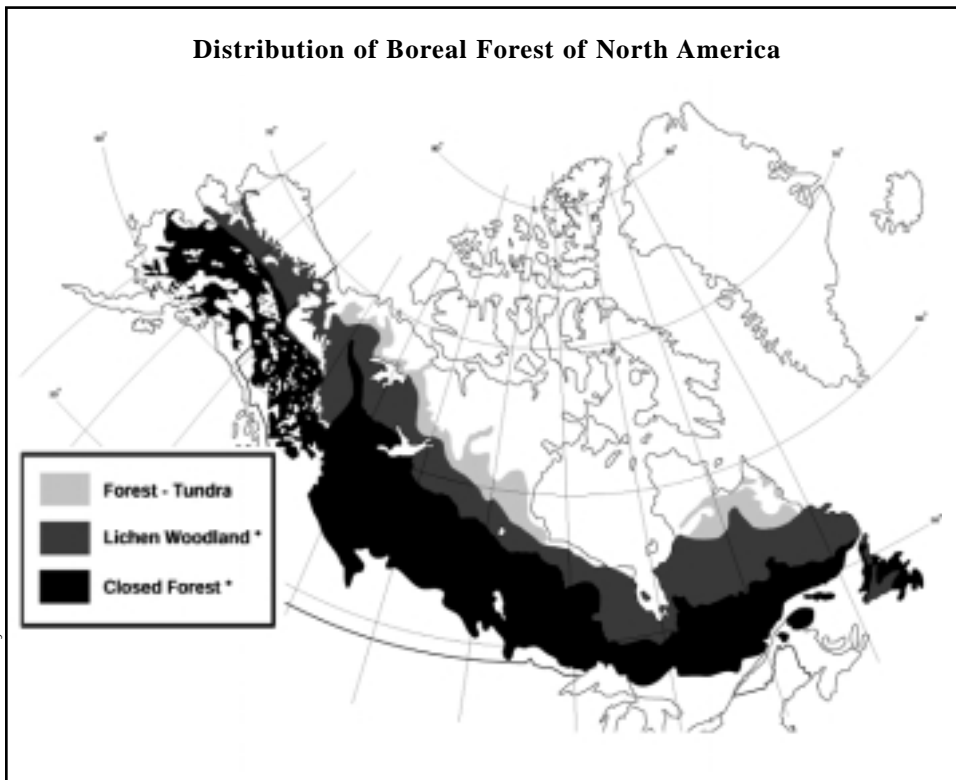 Distribution of Boreal Forest of North America
Forest - Tundra
Lichen Woodland *
Closed Forest *